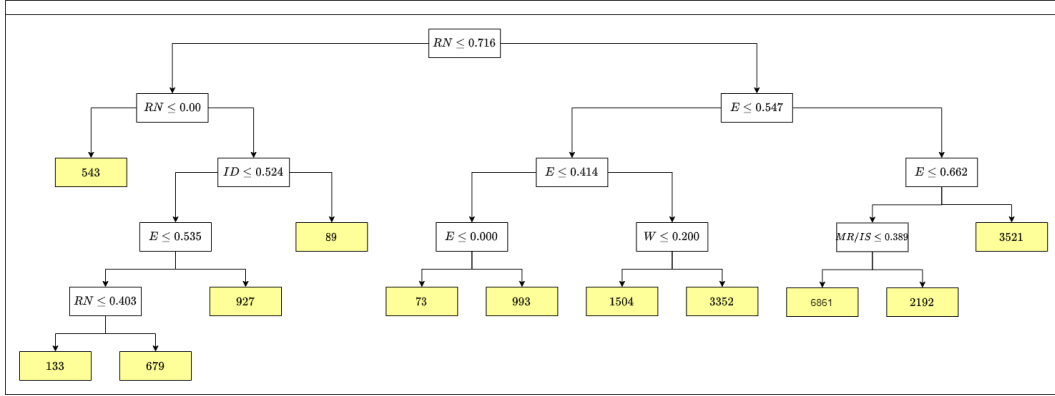 RN ≤ 0.716
RN ≤ 0.00
E ≤ 0.547
543
ID ≤ 0.524
E ≤ 0.414
E ≤ 0.662
E ≤ 0.535
89
E ≤ 0.000
W ≤ 0.200
MR/IS ≤ 0.389
3521
RN ≤ 0.403
927
73
993
1504
3352
6861
2192
133
679